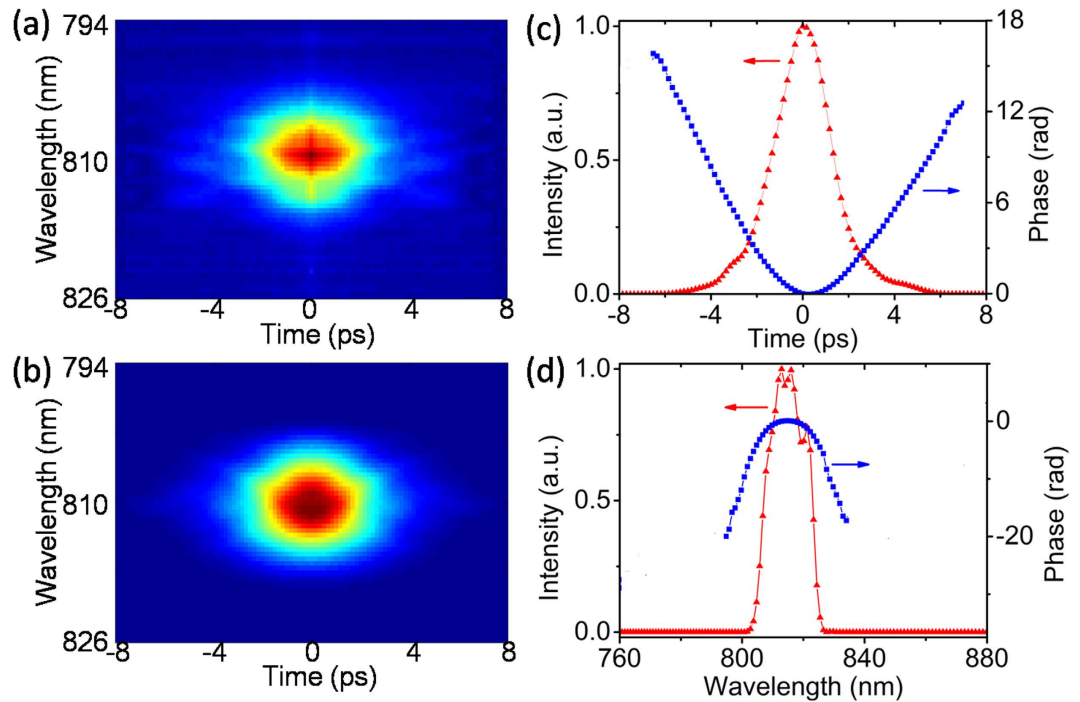 (a)
794
810
826
Wavelength (nm)
-8 -4 0 4 8
Time (ps)
(c)
1.0
0.5
0.0
Intensity (a.u.)
18
12
6
0
Phase (rad)
-8 -4 0 4 8
Time (ps)
(b)
794
810
826
Wavelength (nm)
-8 -4 0 4 8
Time (ps)
(d)
1.0
0.5
0.0
Intensity (a.u.)
0
-20
Phase (rad)
760 800 840 880
Wavelength (nm)